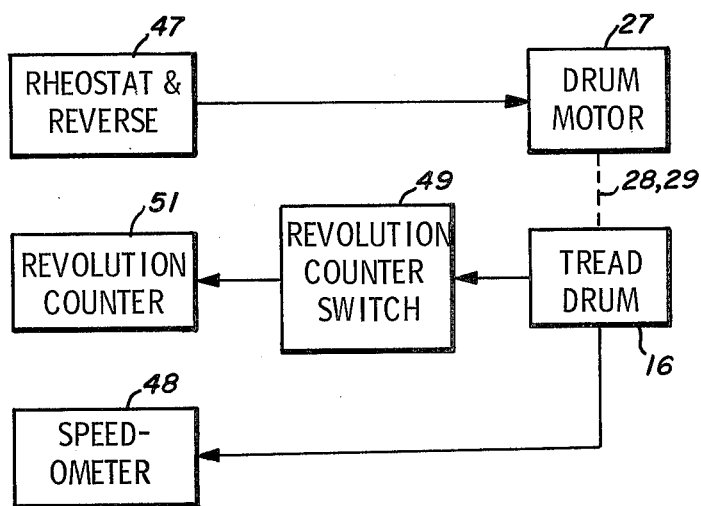 47
RHEOSTAT &
REVERSE
27
DRUM
MOTOR
28,29
51
REVOLUTION
COUNTER
49
REVOLUTION
COUNTER
SWITCH
TREAD
DRUM
16
48
SPEED-
OMETER